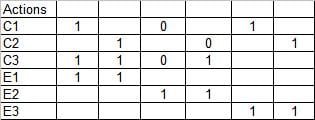 Actions
C1 1 0 1
C2 1 0 1
C3 1 1 0 1
E1 1 1
E2 1 1
E3 1 1